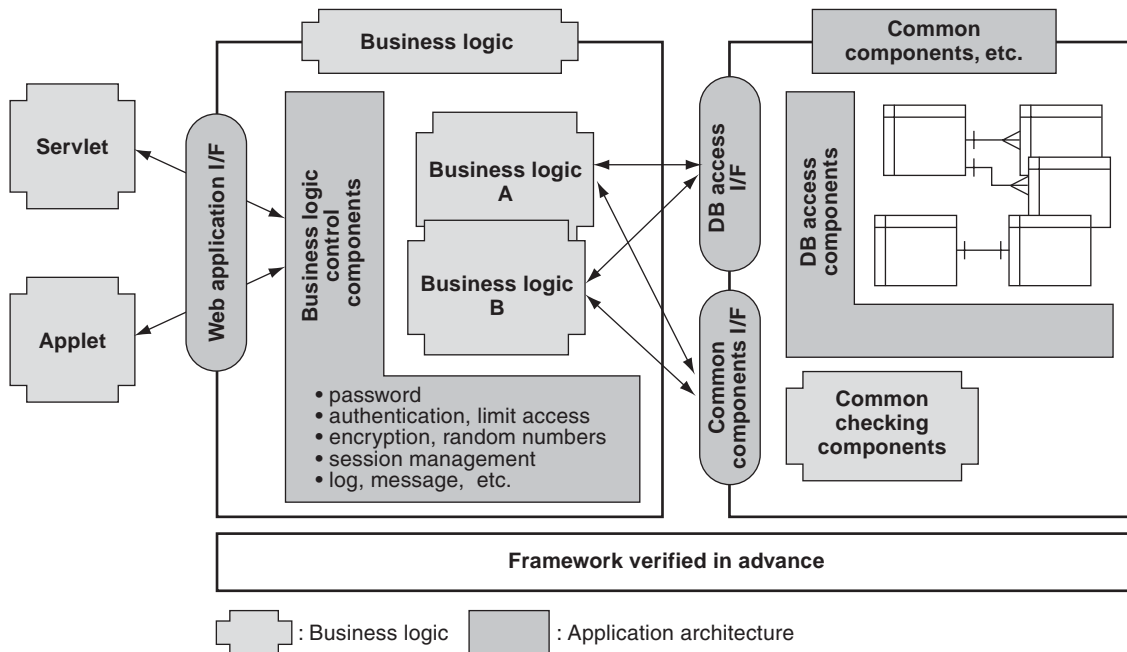 Business logic
Common
components, etc.
Servlet
Applet
Web application I/F
Business logic
control
components
Business logic
A
Business logic
B
• password
• authentication, limit access
• encryption, random numbers
• session management
• log, message, etc.
DB access
I/F
Common
components I/F
DB access
components
Common
checking
components
Framework verified in advance
: Business logic
: Application architecture